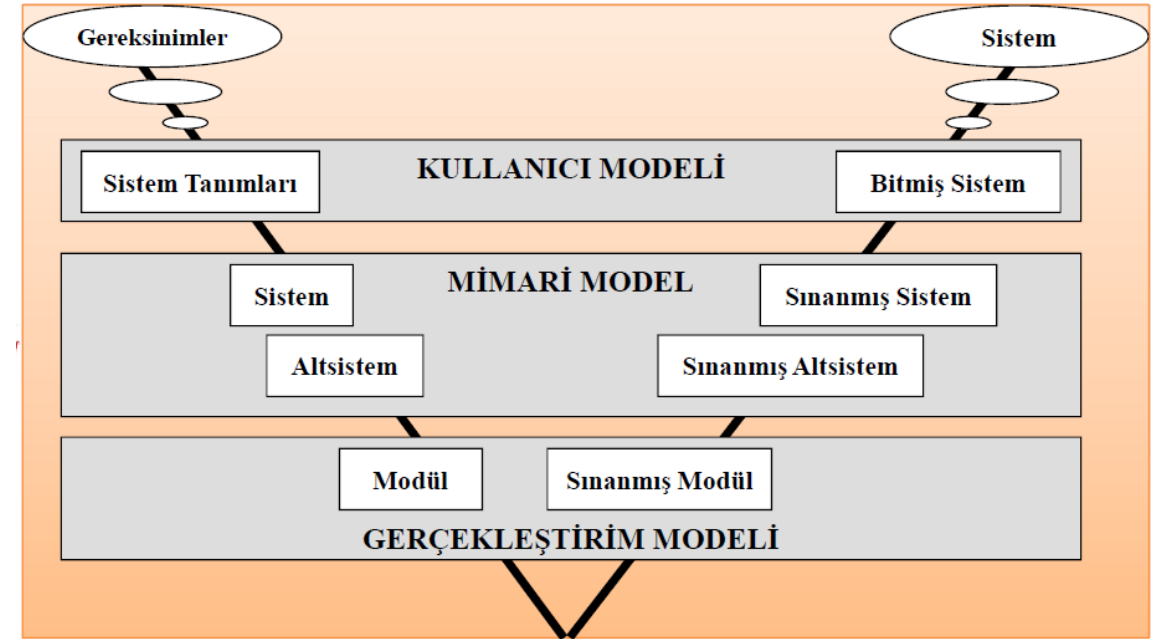 Gereksinimler
Sistem
KULLANICI MODELİ
Sistem Tanımları
Bitmiş Sistem
MİMARİ MODEL
Sistem
Sınanmış Sistem
Altsistem
Sınanmış Altsistem
Modül
Sınanmış Modül
GERÇEKLEŞTİRİM MODELİ